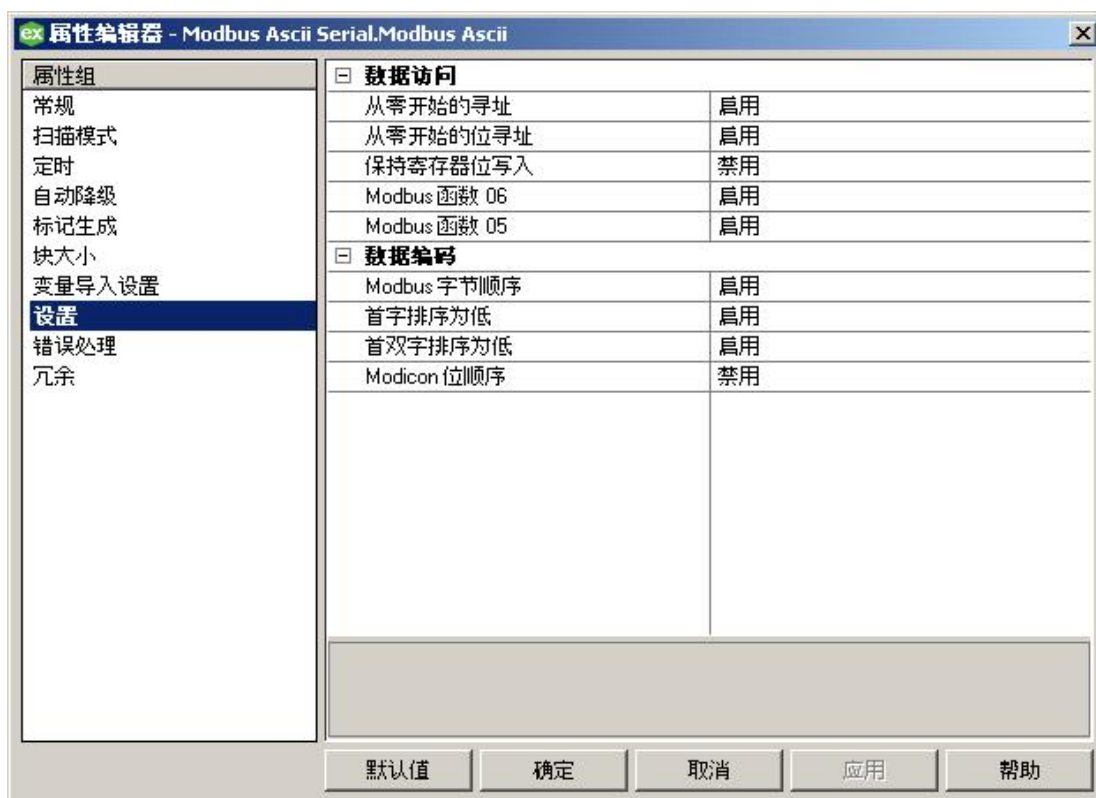 ex 属性编辑器 - Modbus Ascii Serial.Modbus Ascii
属性组
常规
扫描模式
定时
自动降级
标记生成
块大小
变量导入设置
设置
错误处理
冗余
数据访问
从零开始的寻址 启用
从零开始的位寻址 启用
保持寄存器位写入 禁用
Modbus 函数 06 启用
Modbus 函数 05 启用
数据编码
Modbus 字节顺序 启用
首字排序为低 启用
首双字排序为低 启用
Modicon 位顺序 禁用
默认值 确定 取消 应用 帮助